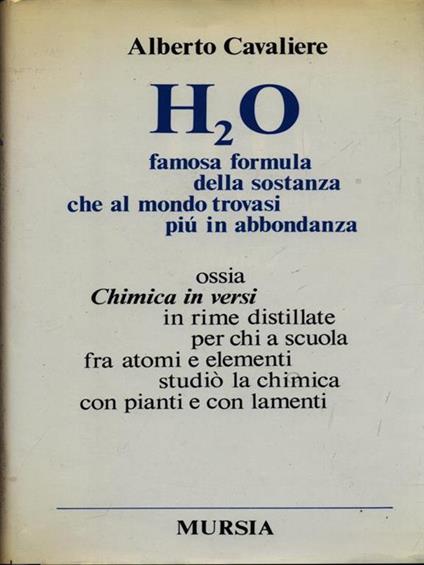 Alberto Cavaliere
H₂O
famosa formula
della sostanza
che al mondo trovasi
piú in abbondanza
ossia
Chimica in versi
in rime distillate
per chi a scuola
fra atomi e elementi
studiò la chimica
con pianti e con lamenti
MURSIA